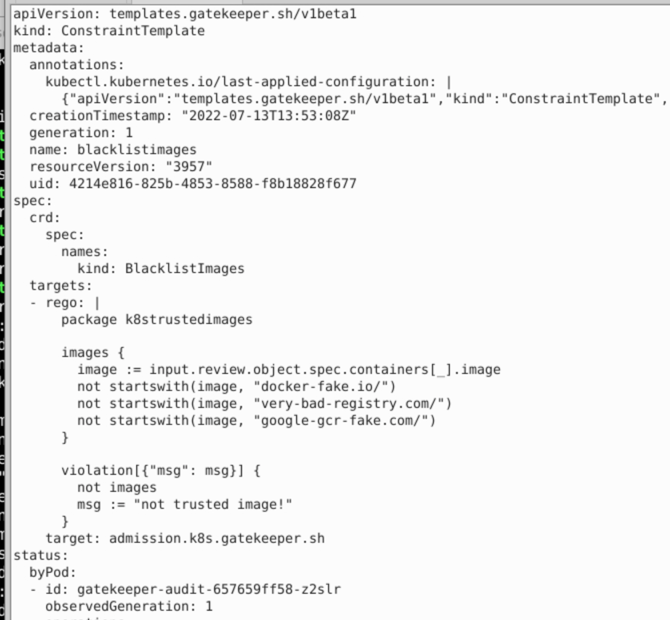 apiVersion: templates.gatekeeper.sh/v1beta1
kind: ConstraintTemplate
metadata:
  annotations:
    kubectl.kubernetes.io/last-applied-configuration: |
      {"apiVersion":"templates.gatekeeper.sh/v1beta1","kind":"ConstraintTemplate",
  creationTimestamp: "2022-07-13T13:53:08Z"
  generation: 1
  name: blacklistimages
  resourceVersion: "3957"
  uid: 4214e816-825b-4853-8588-f8b18828f677
spec:
  crd:
    spec:
      names:
        kind: BlacklistImages
  targets:
  - rego: |
      package k8strustedimages

      images {
        image := input.review.object.spec.containers[_].image
        not startswith(image, "docker-fake.io/")
        not startswith(image, "very-bad-registry.com/")
        not startswith(image, "google-gcr-fake.com/")
      }

      violation[{"msg": msg}] {
        not images
        msg := "not trusted image!"
      }
    target: admission.k8s.gatekeeper.sh
status:
  byPod:
  - id: gatekeeper-audit-657659ff58-z2slr
    observedGeneration: 1